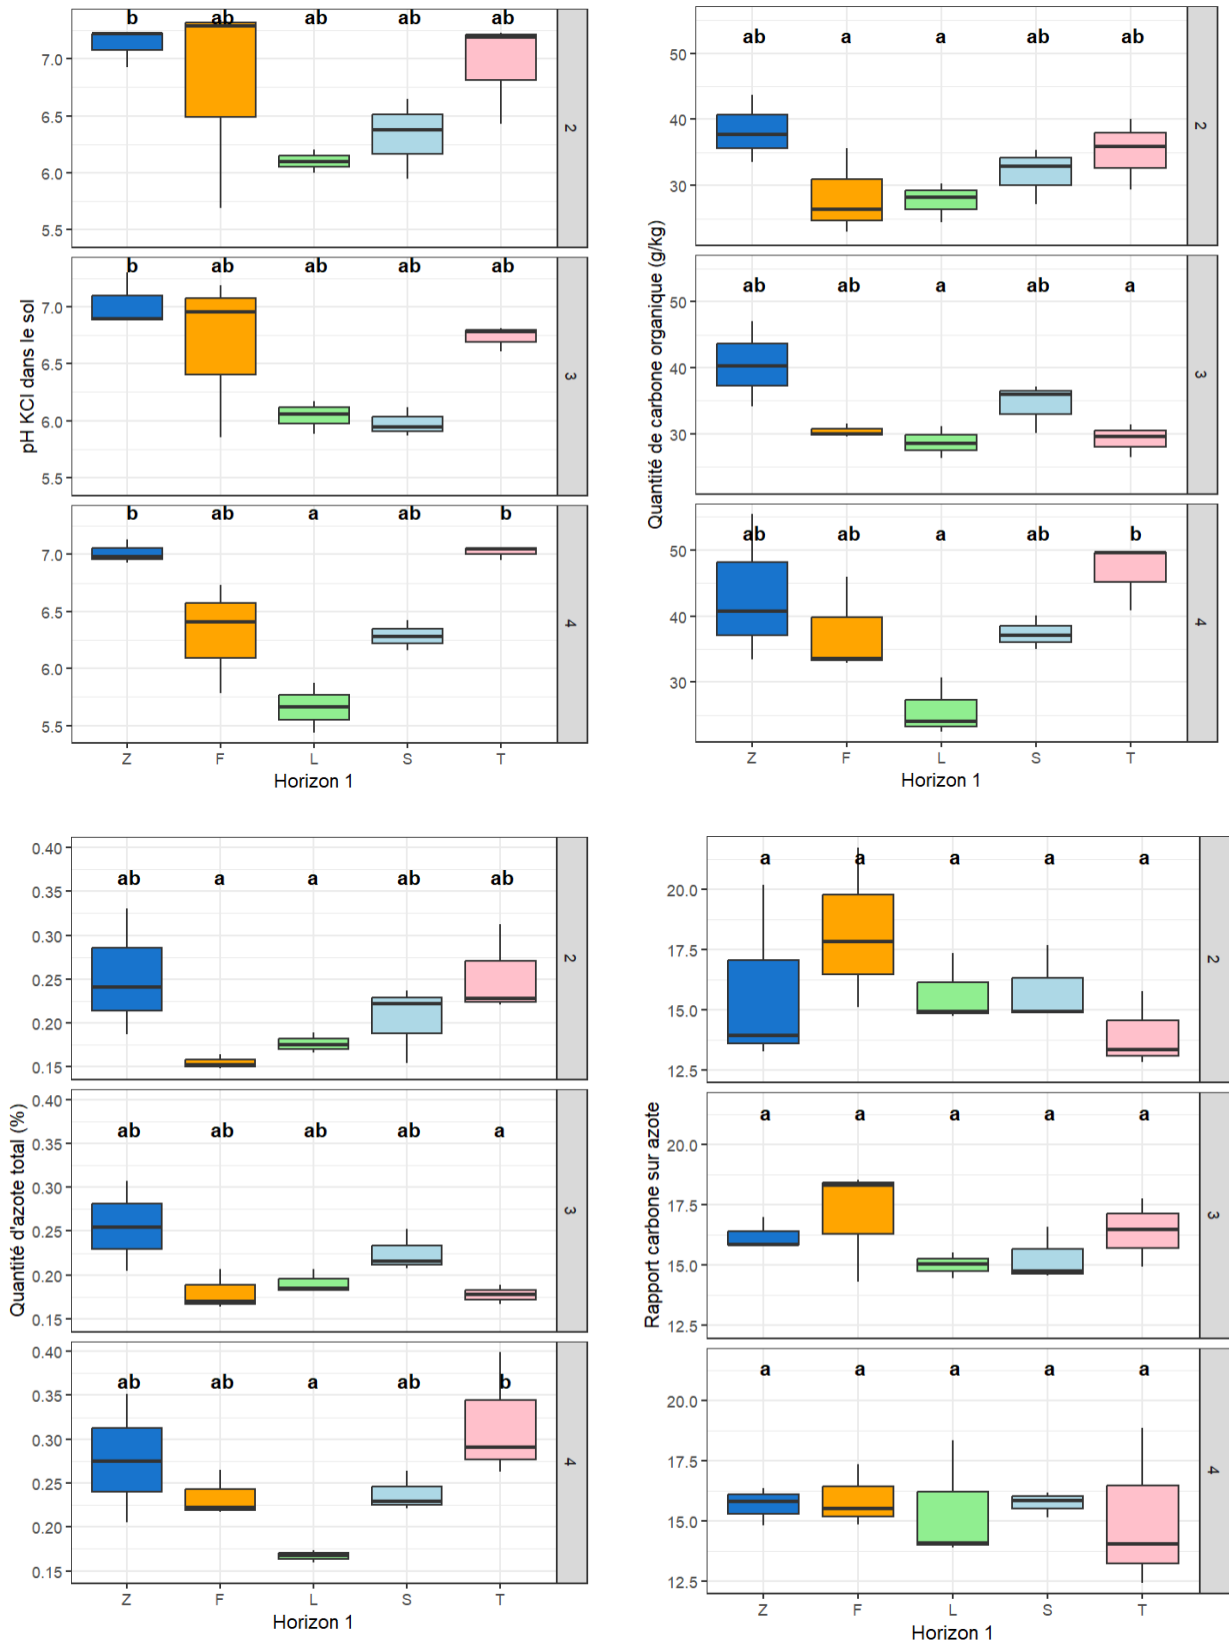 pH KCl dans le sol
b ab ab ab ab
7.0
6.5
6.0
5.5
2
b ab ab ab ab
7.0
6.5
6.0
5.5
3
b ab a ab b
7.0
6.5
6.0
5.5
4
Z F L S T
Horizon 1
Quantité de carbone organique (g/kg)
ab a a ab ab
50
40
30
2
ab ab a ab a
50
40
30
3
ab ab a ab b
50
40
30
4
Z F L S T
Horizon 1
Quantité d'azote total (%)
0.40
ab a a ab ab
0.35
0.30
0.25
0.20
0.15
2
0.40
ab ab ab ab a
0.35
0.30
0.25
0.20
0.15
3
0.40
ab ab a ab b
0.35
0.30
0.25
0.20
0.15
4
Z F L S T
Horizon 1
Rapport carbone sur azote
a a a a a
20.0
17.5
15.0
12.5
2
a a a a a
20.0
17.5
15.0
12.5
3
a a a a a
20.0
17.5
15.0
12.5
4
Z F L S T
Horizon 1